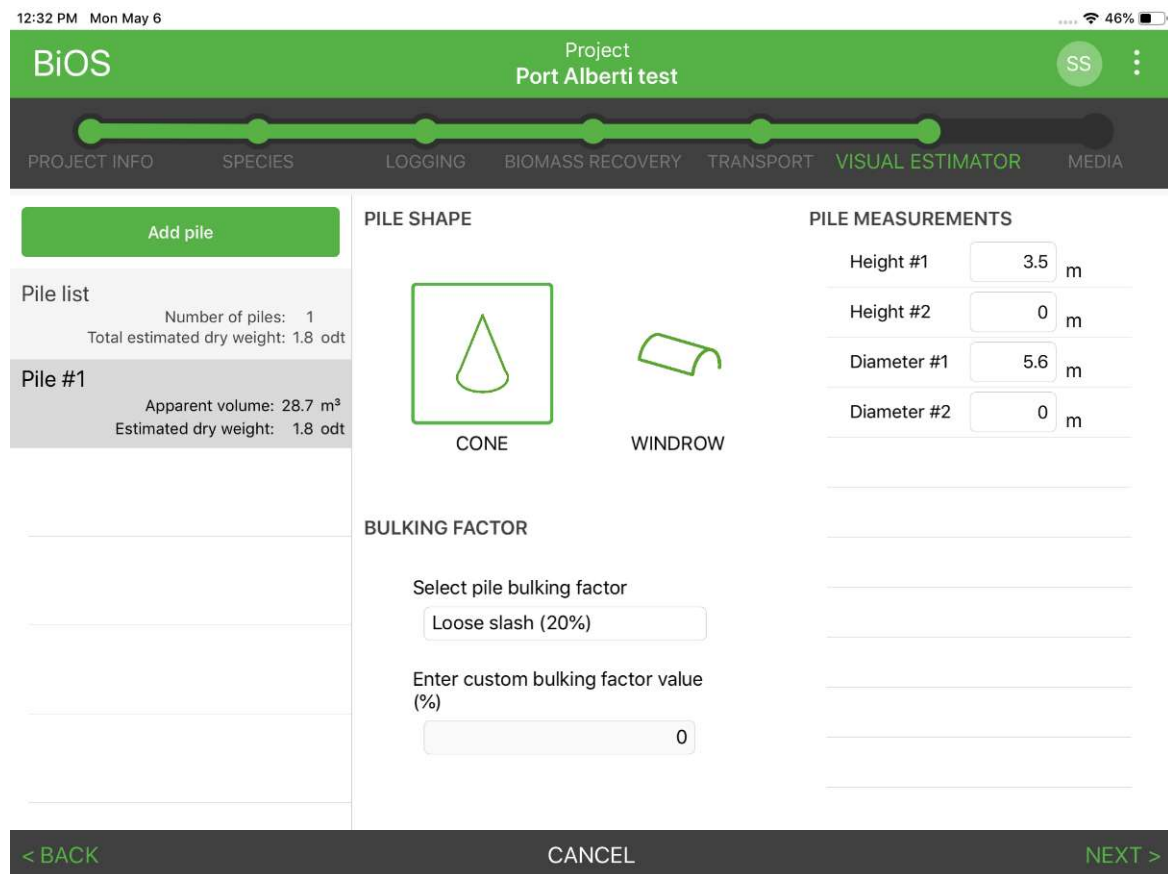 12:32 PM Mon May 6
46%
BiOS
Project
Port Alberti test
SS
PROJECT INFO
SPECIES
LOGGING
BIOMASS RECOVERY
TRANSPORT
VISUAL ESTIMATOR
MEDIA
Add pile
Pile list
Number of piles: 1
Total estimated dry weight: 1.8 odt
Pile #1
Apparent volume: 28.7 m³
Estimated dry weight: 1.8 odt
PILE SHAPE
CONE
WINDROW
BULKING FACTOR
Select pile bulking factor
Loose slash (20%)
Enter custom bulking factor value
(%)
0
PILE MEASUREMENTS
Height #1 3.5 m
Height #2 0 m
Diameter #1 5.6 m
Diameter #2 0 m
< BACK
CANCEL
NEXT >